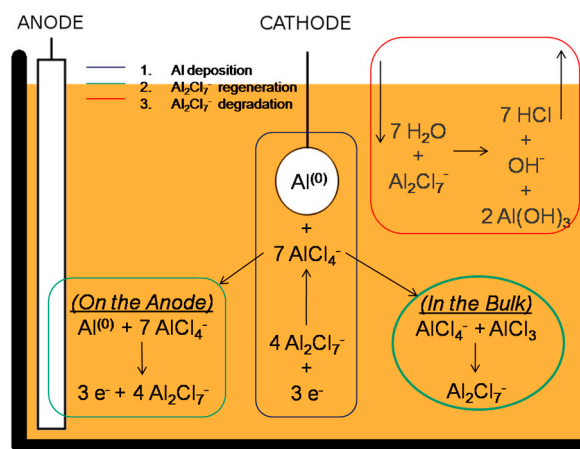 ANODE
CATHODE
1. Al deposition
2. Al₂Cl₇⁻ regeneration
3. Al₂Cl₇⁻ degradation
7 H₂O
+
Al₂Cl₇⁻
7 HCl
+
OH⁻
+
2 Al(OH)₃
Al⁽⁰⁾
+
7 AlCl₄⁻
4 Al₂Cl₇⁻
+
3 e⁻
(On the Anode)
Al⁽⁰⁾ + 7 AlCl₄⁻
3 e⁻ + 4 Al₂Cl₇⁻
(In the Bulk)
AlCl₄⁻ + AlCl₃
Al₂Cl₇⁻